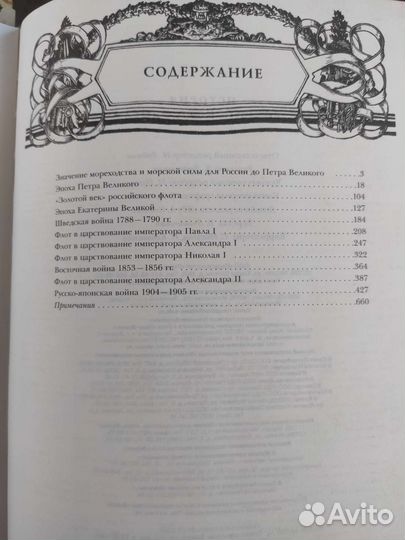 СОДЕРЖАНИЕ
Значение мореходства и морской силы для России до Петра Великого 3
Эпоха Петра Великого 18
«Золотой век» российского флота 104
Эпоха Екатерины Великой 127
Шведская война 1788—1790 гг. 184
Флот в царствование императора Павла I 208
Флот в царствование императора Александра I 247
Флот в царствование императора Николая I 322
Восточная война 1853—1856 гг. 364
Флот в царствование императора Александра II 387
Русско-японская война 1904—1905 гг. 427
Примечания 660
Avito